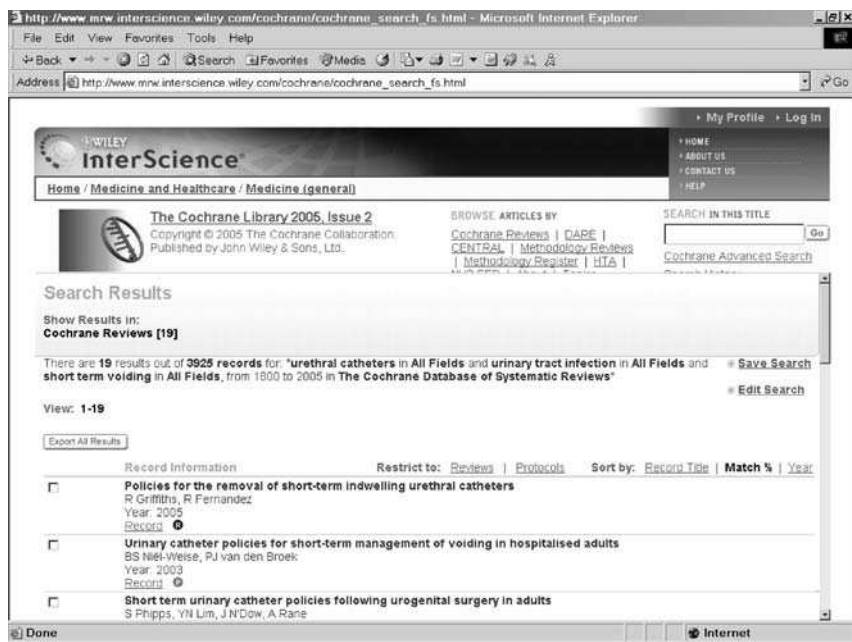 http://www.mrw.interscience.wiley.com/cochrane/cochrane_search_fs.html - Microsoft Internet Explorer
File Edit View Favorites Tools Help
Back Search Favorites Media
Address http://www.mrw.interscience.wiley.com/cochrane/cochrane_search_fs.html Go
My Profile Log In
WILEY
InterScience
HOME
ABOUT US
CONTACT US
HELP
Home / Medicine and Healthcare / Medicine (general)
The Cochrane Library 2005, Issue 2
Copyright © 2005 The Cochrane Collaboration.
Published by John Wiley & Sons, Ltd.
BROWSE ARTICLES BY
Cochrane Reviews | DARE |
CENTRAL | Methodology Reviews
| Methodology Register | HTA |
SEARCH IN THIS TITLE
Go
Cochrane Advanced Search
Search Results
Show Results in:
Cochrane Reviews [19]
There are 19 results out of 3925 records for: "urethral catheters in All Fields and urinary tract infection in All Fields and
short term voiding in All Fields, from 1800 to 2005 in The Cochrane Database of Systematic Reviews"
Save Search
Edit Search
View: 1-19
Export All Results
Record Information Restrict to: Reviews | Protocols Sort by: Record Title | Match % | Year
Policies for the removal of short-term indwelling urethral catheters
R Griffiths, R Fernandez
Year: 2005
Record
Urinary catheter policies for short-term management of voiding in hospitalised adults
BS Niël-Weise, PJ van den Broek
Year: 2003
Record
Short term urinary catheter policies following urogenital surgery in adults
S Phipps, YN Lim, J N'Dow, A Rane
Done Internet